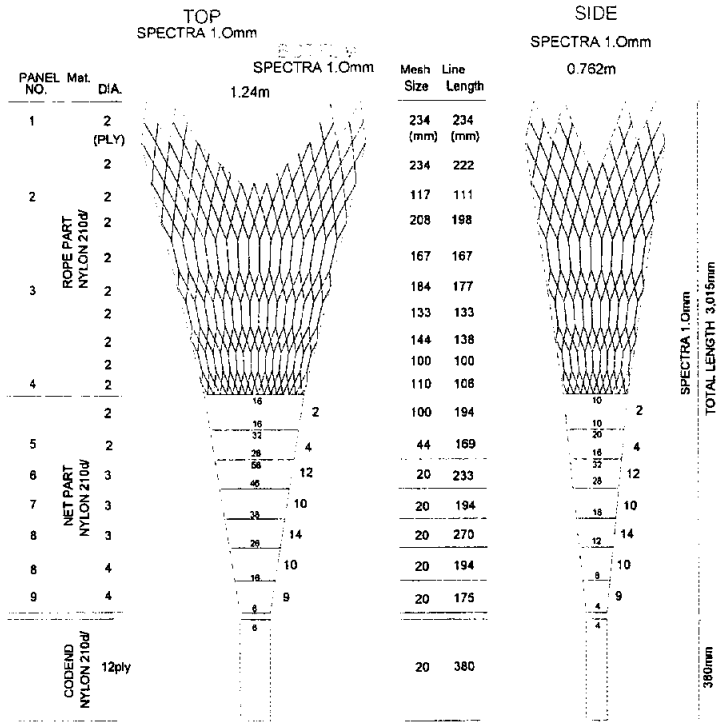 TOP
SPECTRA 1.0mm
SPECTRA 1.0mm
1.24m
SIDE
SPECTRA 1.0mm
0.762m
PANEL NO. Mat. DIA. Mesh Size Line Length
1 2 (PLY) 234 (mm) 234 (mm)
2 234 222
2 2 117 111
2 208 198
2 167 167
3 2 184 177
2 133 133
2 144 138
2 100 100
4 2 110 106
ROPE PART
NYLON 210d/
16 10
2 2 100 194 2
16 10
32 20
5 2 4 44 169 4
28 16
56 32
6 3 12 20 233 12
46 28
7 3 10 20 194 10
38 18
8 3 14 20 270 14
26 12
8 4 10 20 194 10
16 8
9 4 9 20 175 9
6 4
NET PART
NYLON 210d/
6 4
CODEND
NYLON 210d/
12ply 20 380
SPECTRA 1.0mm
TOTAL LENGTH 3,015mm
380mm